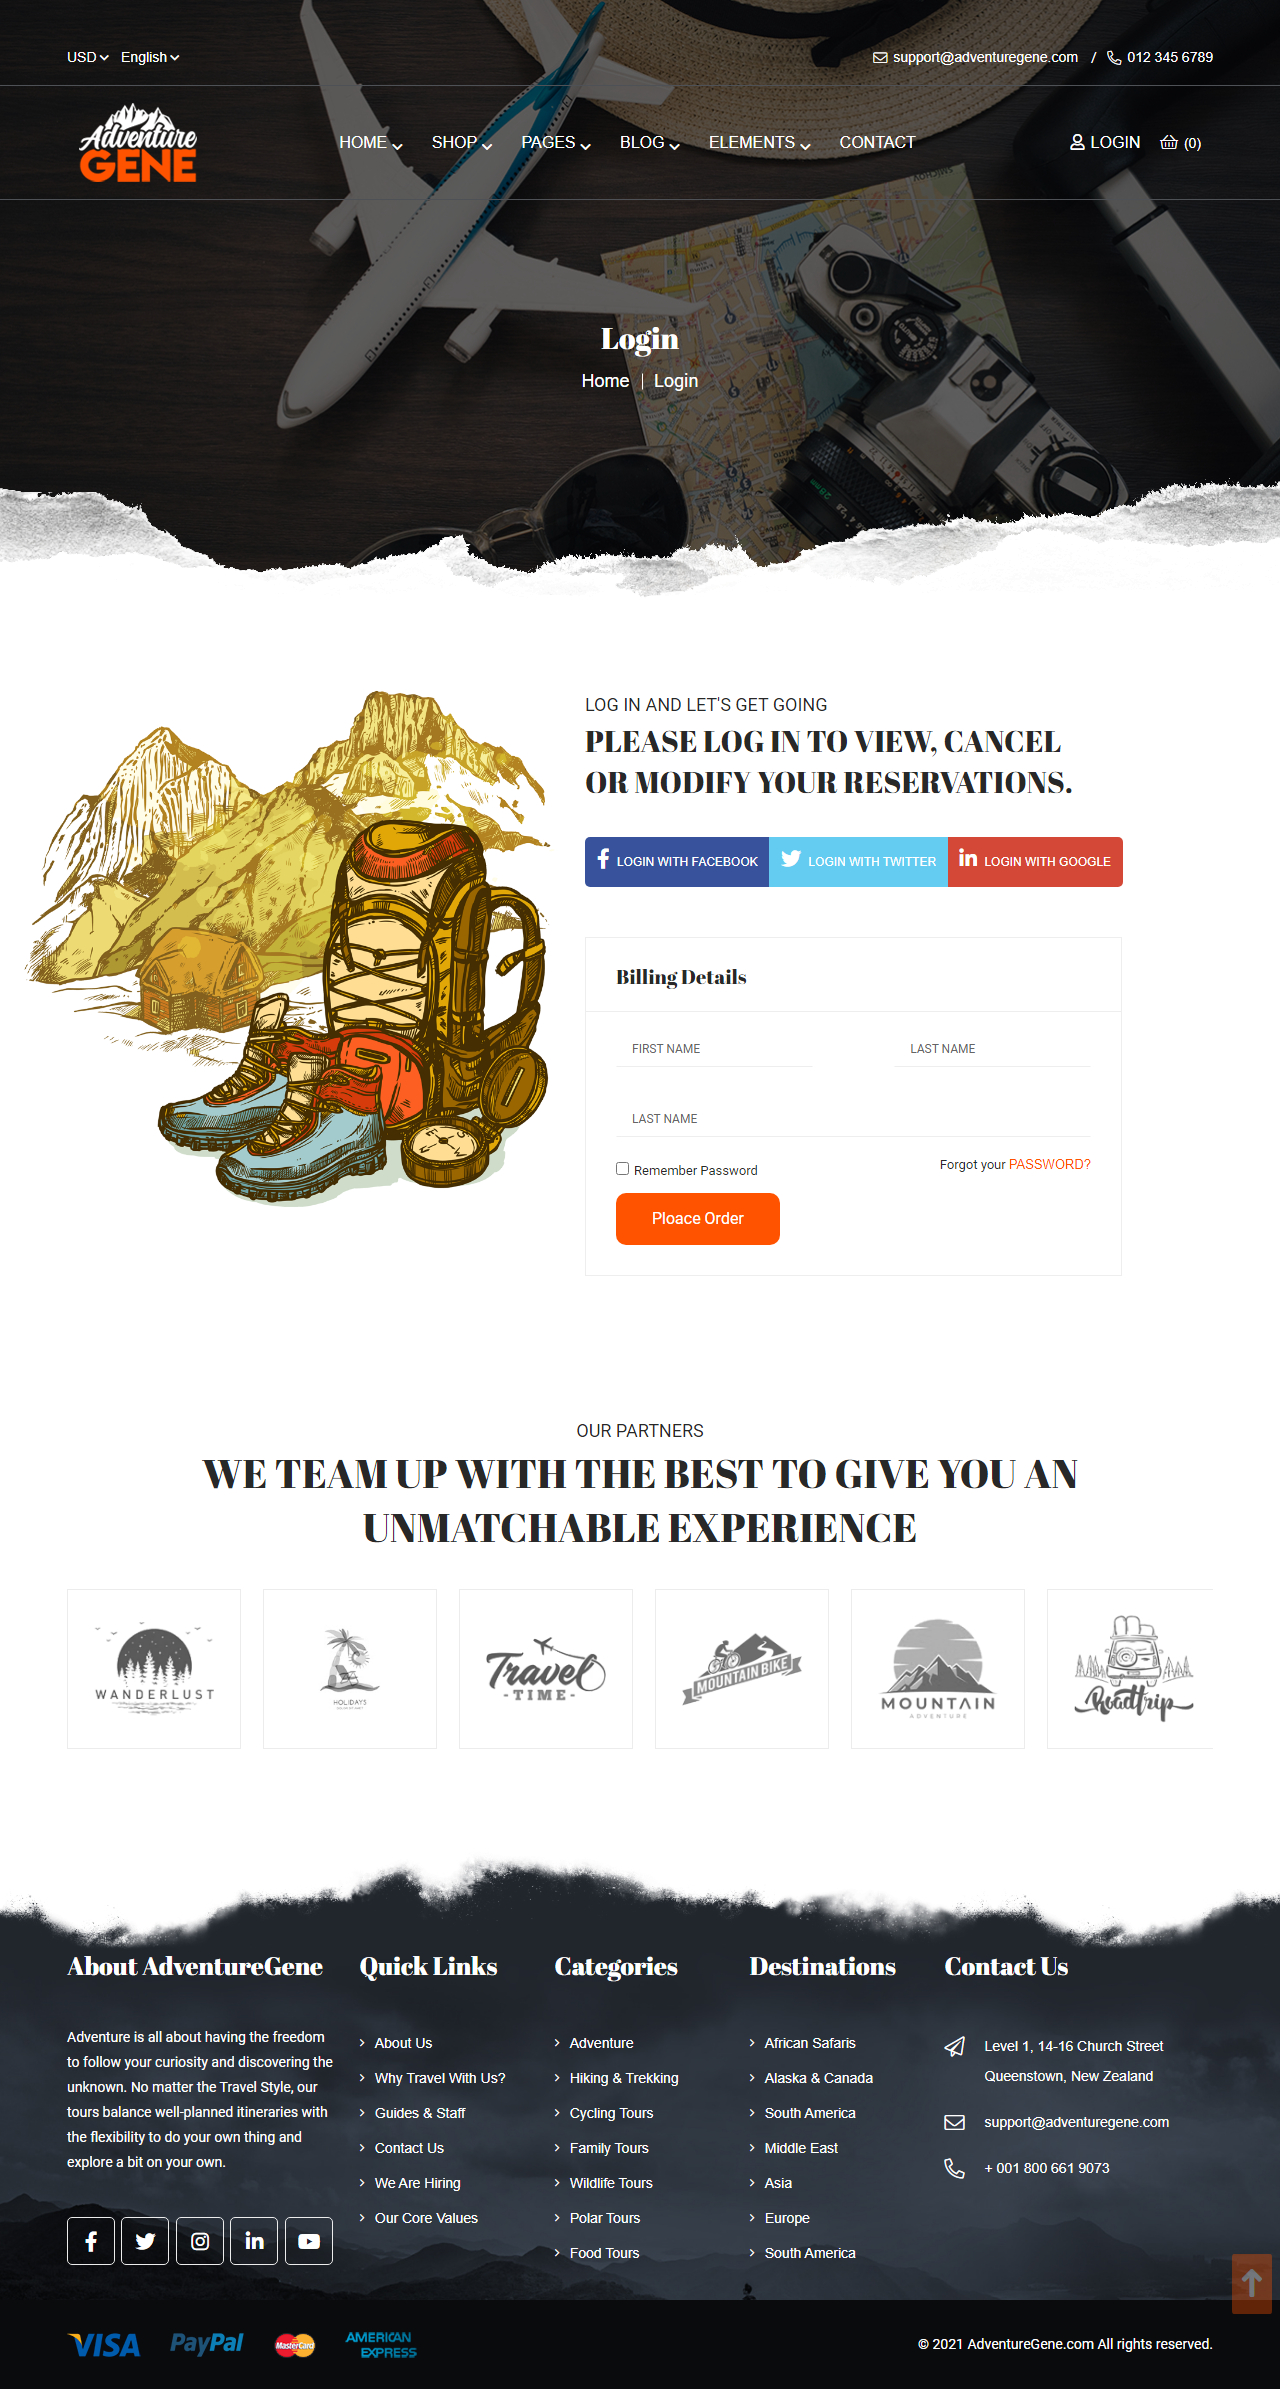 USD English support@adventuregene.com / 012 345 6789
Adventure
GENE
HOME SHOP PAGES BLOG ELEMENTS CONTACT LOGIN (0)
Login
Home | Login
LOG IN AND LET'S GET GOING
PLEASE LOG IN TO VIEW, CANCEL
OR MODIFY YOUR RESERVATIONS.
LOGIN WITH FACEBOOK LOGIN WITH TWITTER LOGIN WITH GOOGLE
Billing Details
FIRST NAME LAST NAME
LAST NAME
Remember Password Forgot your PASSWORD?
Ploace Order
OUR PARTNERS
WE TEAM UP WITH THE BEST TO GIVE YOU AN
UNMATCHABLE EXPERIENCE
WANDERLUST
HOLIDAYS
Travel
-TIME-
MOUNTAIN BIKE
MOUNTAIN
ADVENTURE
Roadtrip
About AdventureGene
Adventure is all about having the freedom
to follow your curiosity and discovering the
unknown. No matter the Travel Style, our
tours balance well-planned itineraries with
the flexibility to do your own thing and
explore a bit on your own.
Quick Links
About Us
Why Travel With Us?
Guides & Staff
Contact Us
We Are Hiring
Our Core Values
Categories
Adventure
Hiking & Trekking
Cycling Tours
Family Tours
Wildlife Tours
Polar Tours
Food Tours
Destinations
African Safaris
Alaska & Canada
South America
Middle East
Asia
Europe
South America
Contact Us
Level 1, 14-16 Church Street
Queenstown, New Zealand
support@adventuregene.com
+ 001 800 661 9073
VISA PayPal MasterCard AMERICAN
EXPRESS
© 2021 AdventureGene.com All rights reserved.